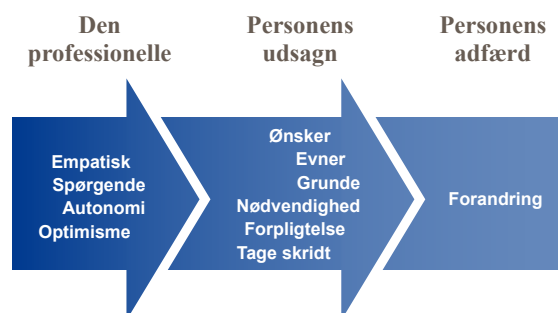 Den
professionelle
Personens
udsagn
Personens
adfærd
Empatisk
Spørgende
Autonomi
Optimisme
Ønsker
Evner
Grunde
Nødvendighed
Forpligtelse
Tage skridt
Forandring